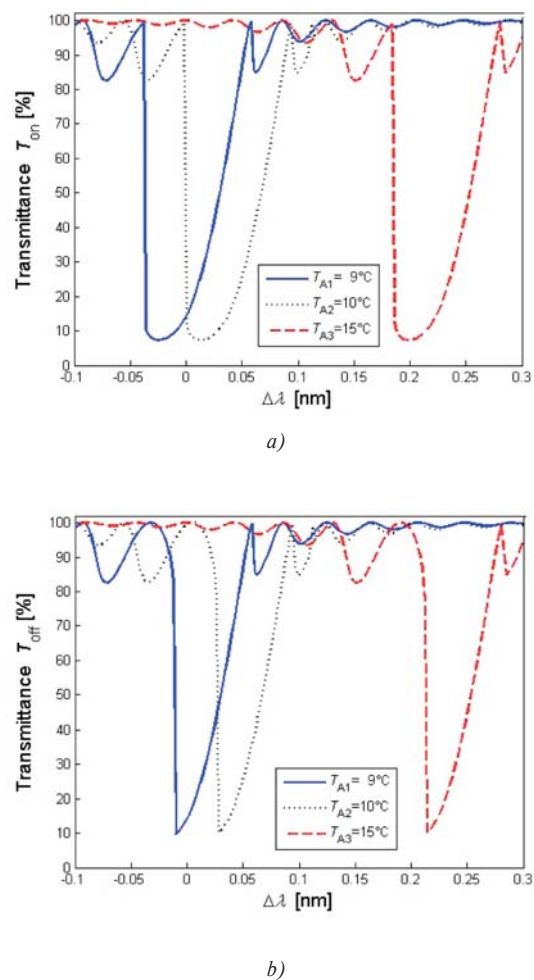 100
90
80
70
60
50
40
30
20
10
0
Transmittance T_on [%]
T_A1 = 9°C
T_A2 =10°C
T_A3 =15°C
-0.1 -0.05 0 0.05 0.1 0.15 0.2 0.25 0.3
Δλ [nm]
a)
100
90
80
70
60
50
40
30
20
10
0
Transmittance T_off [%]
T_A1 = 9°C
T_A2 =10°C
T_A3 =15°C
-0.1 -0.05 0 0.05 0.1 0.15 0.2 0.25 0.3
Δλ [nm]
b)